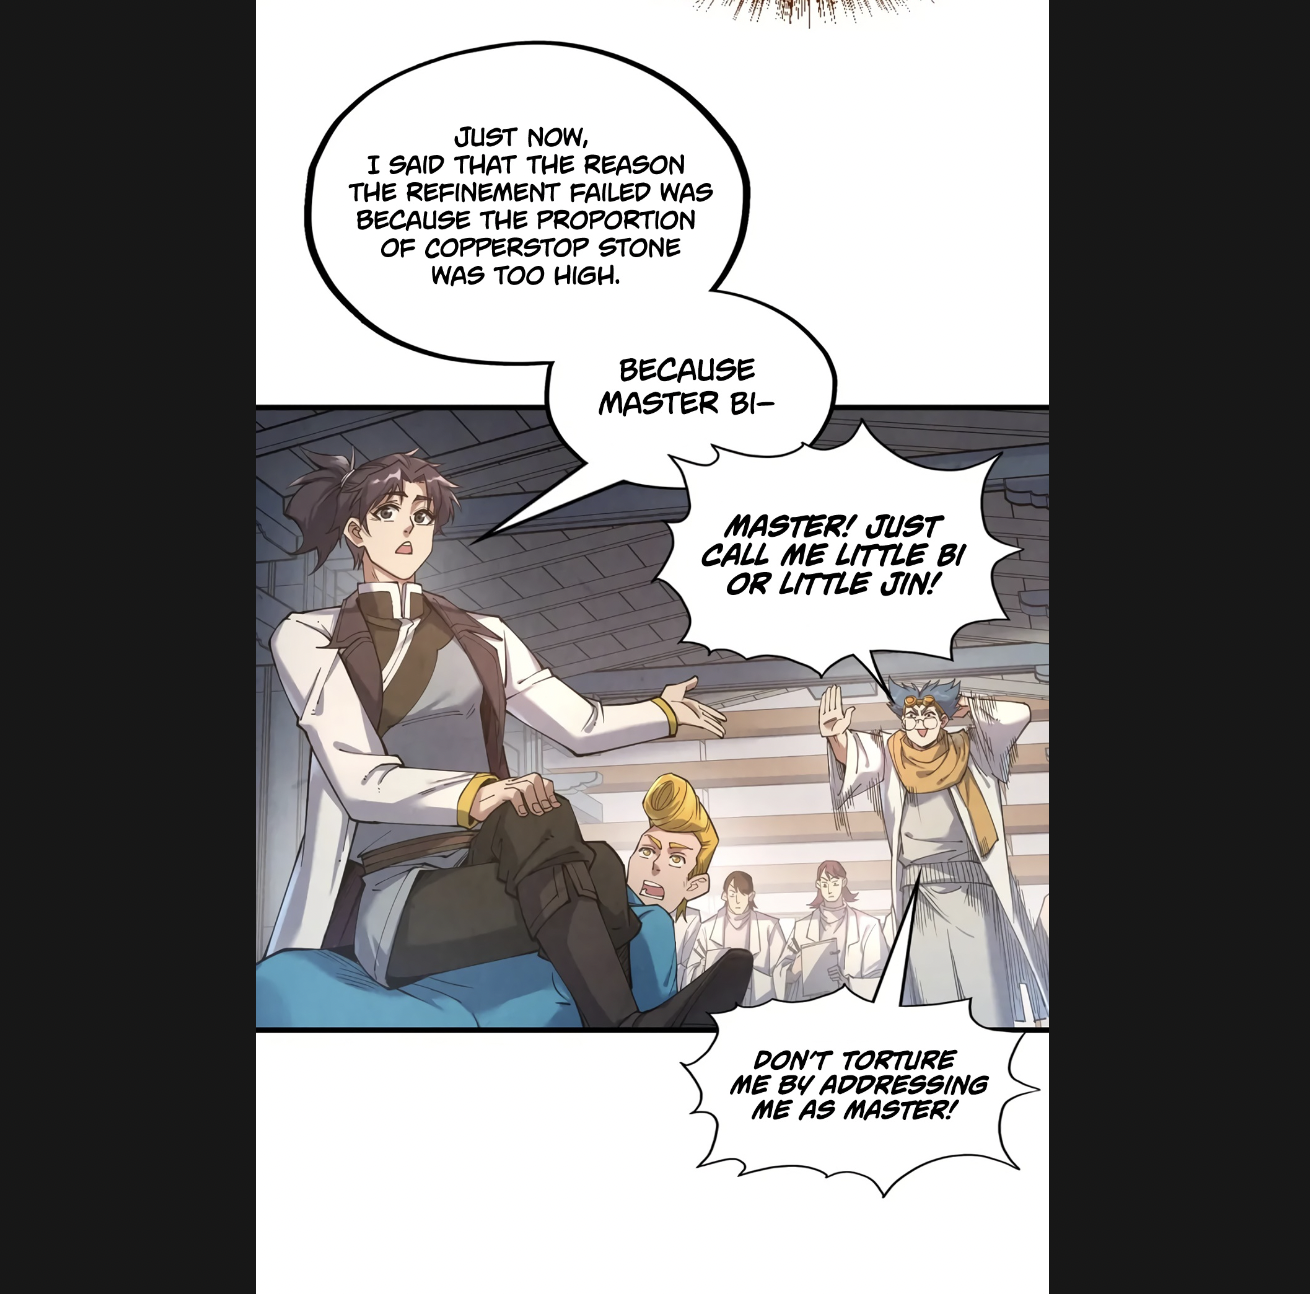 JUST NOW,
I SAID THAT THE REASON
THE REFINEMENT FAILED WAS
BECAUSE THE PROPORTION
OF COPPERSTOP STONE
WAS TOO HIGH.
BECAUSE
MASTER BI-
MASTER! JUST
CALL ME LITTLE BI
OR LITTLE JIN!
DON'T TORTURE
ME BY ADDRESSING
ME AS MASTER!